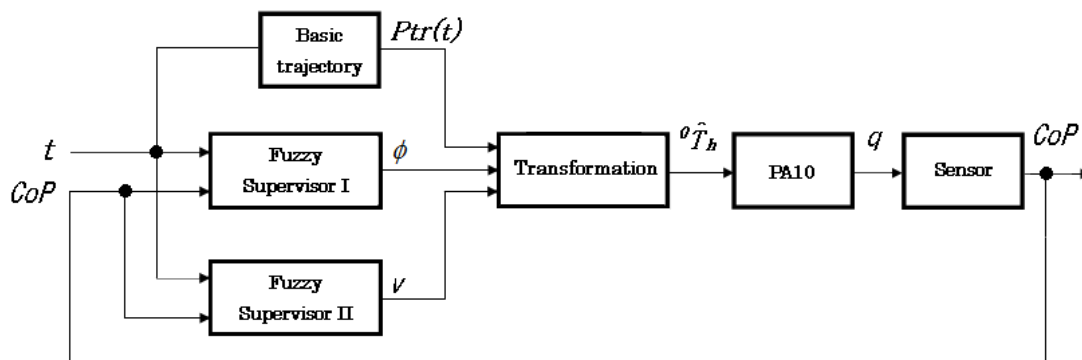 Basic
trajectory
Ptr(t)
t
CoP
Fuzzy
Supervisor I
ϕ
Transformation
⁰T̂ₕ
PA10
q
Sensor
CoP
Fuzzy
Supervisor II
ν